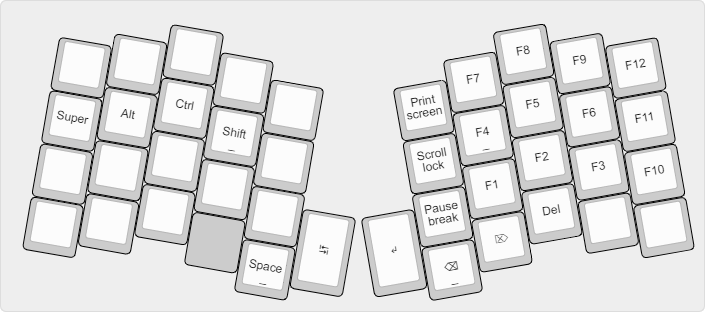 Super
Alt
Ctrl
Shift
_
Space
_
↹
Print
screen
F7
F8
F9
F12
Scroll
lock
F4
_
F5
F6
F11
Pause
break
F1
F2
F3
F10
↵
⌫
_
⌦
Del